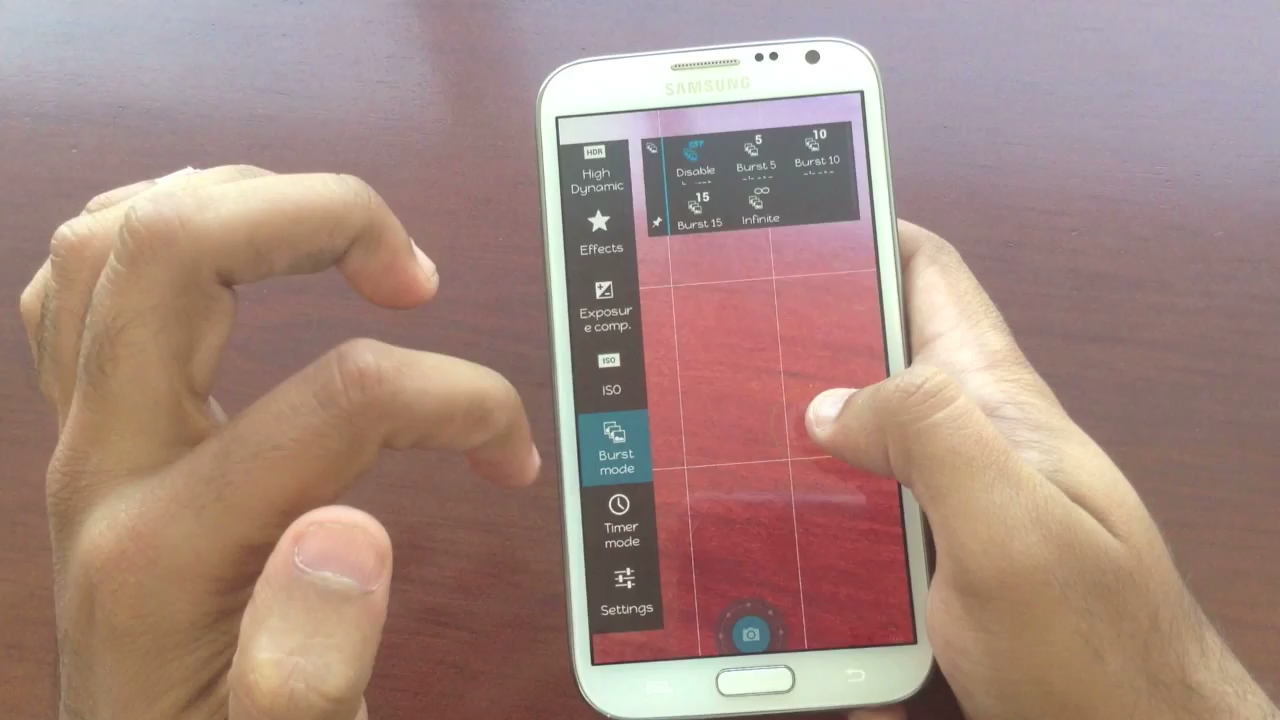 SAMSUNG
HDR
High
Dynamic
Effects
Exposur
e comp.
ISO
ISO
Burst
mode
Timer
mode
Settings
OFF
Disable
5
Burst 5
10
Burst 10
15
Burst 15
∞
Infinite